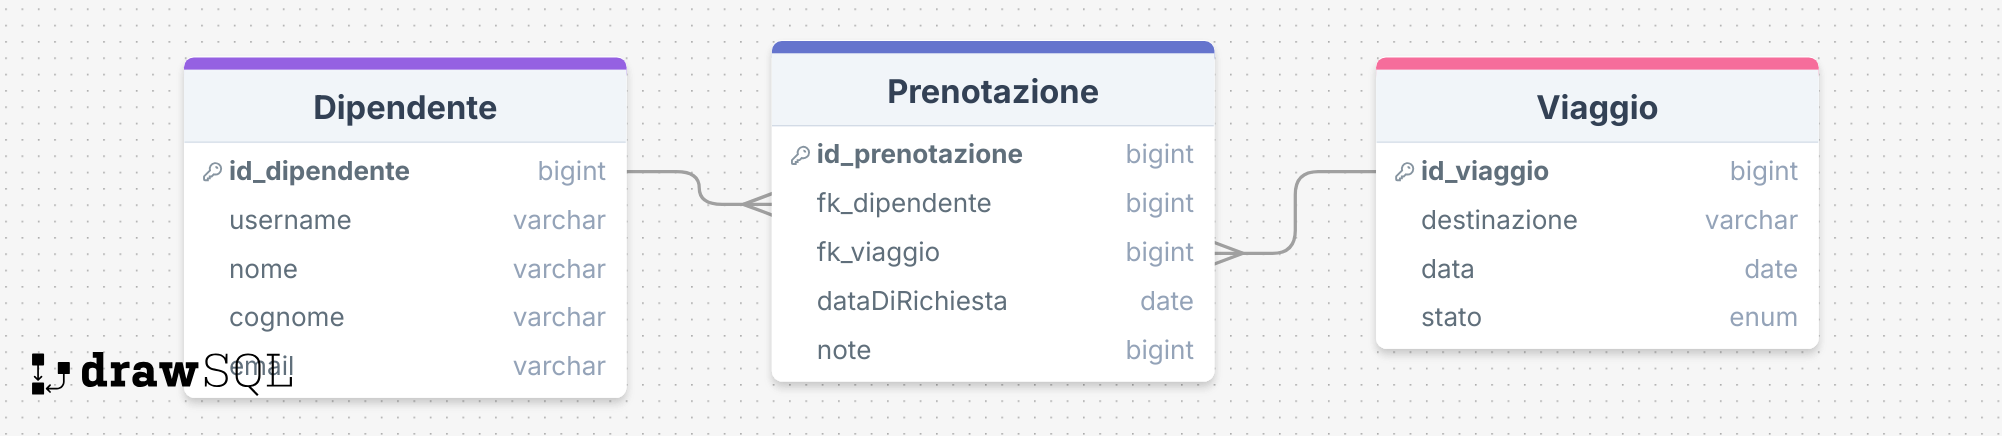 Dipendente
id_dipendente bigint
username varchar
nome varchar
cognome varchar
email varchar
Prenotazione
id_prenotazione bigint
fk_dipendente bigint
fk_viaggio bigint
dataDiRichiesta date
note bigint
Viaggio
id_viaggio bigint
destinazione varchar
data date
stato enum
drawSQL